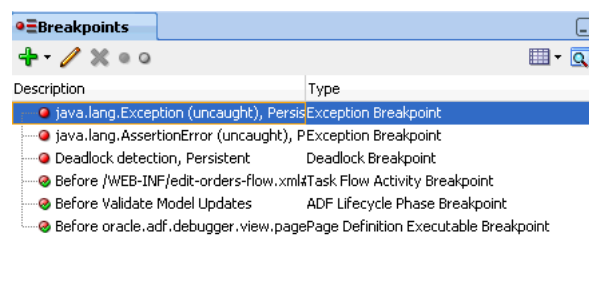 Breakpoints
Description Type
java.lang.Exception (uncaught), Persis Exception Breakpoint
java.lang.AssertionError (uncaught), P Exception Breakpoint
Deadlock detection, Persistent Deadlock Breakpoint
Before /WEB-INF/edit-orders-flow.xml# Task Flow Activity Breakpoint
Before Validate Model Updates ADF Lifecycle Phase Breakpoint
Before oracle.adf.debugger.view.page Page Definition Executable Breakpoint